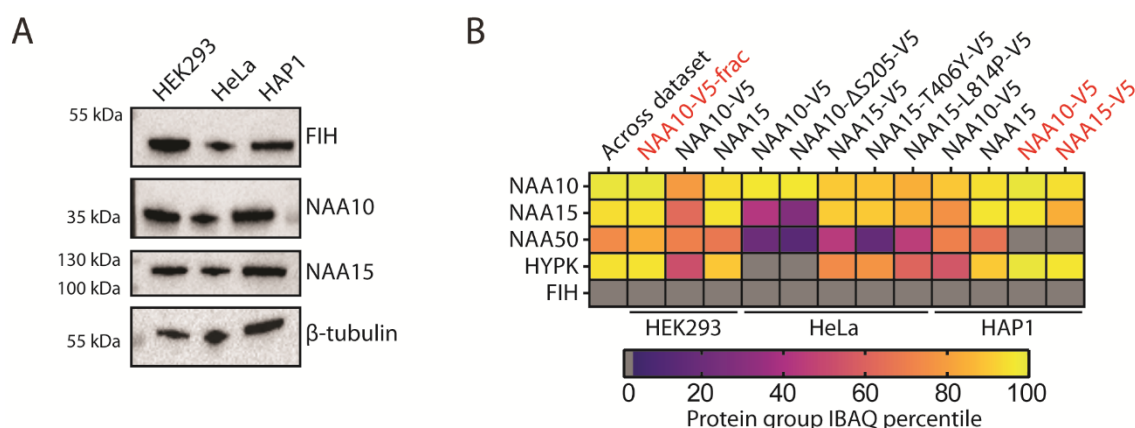 A
HEK293
HeLa
HAP1
55 kDa
FIH
35 kDa
NAA10
130 kDa
100 kDa
NAA15
55 kDa
β-tubulin
B
Across dataset
NAA10-V5-frac
NAA10-V5
NAA15
NAA10-V5
NAA10-ΔS205-V5
NAA15-V5
NAA15-T406Y-V5
NAA15-L814P-V5
NAA10-V5
NAA15
NAA10-V5
NAA15-V5
NAA10
NAA15
NAA50
HYPK
FIH
HEK293 HeLa HAP1
0 20 40 60 80 100
Protein group IBAQ percentile